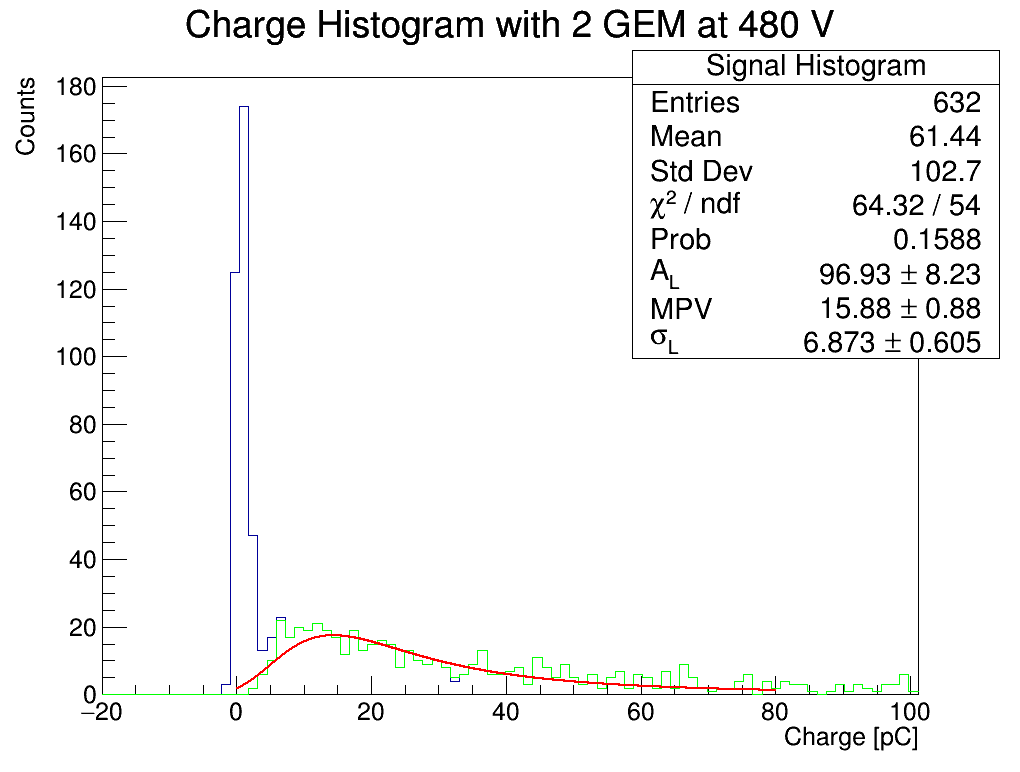 Charge Histogram with 2 GEM at 480 V
Signal Histogram
Entries 632
Mean 61.44
Std Dev 102.7
χ² / ndf 64.32 / 54
Prob 0.1588
A_L 96.93 ± 8.23
MPV 15.88 ± 0.88
σ_L 6.873 ± 0.605
Counts
180
160
140
120
100
80
60
40
20
0
−20 0 20 40 60 80 100
Charge [pC]